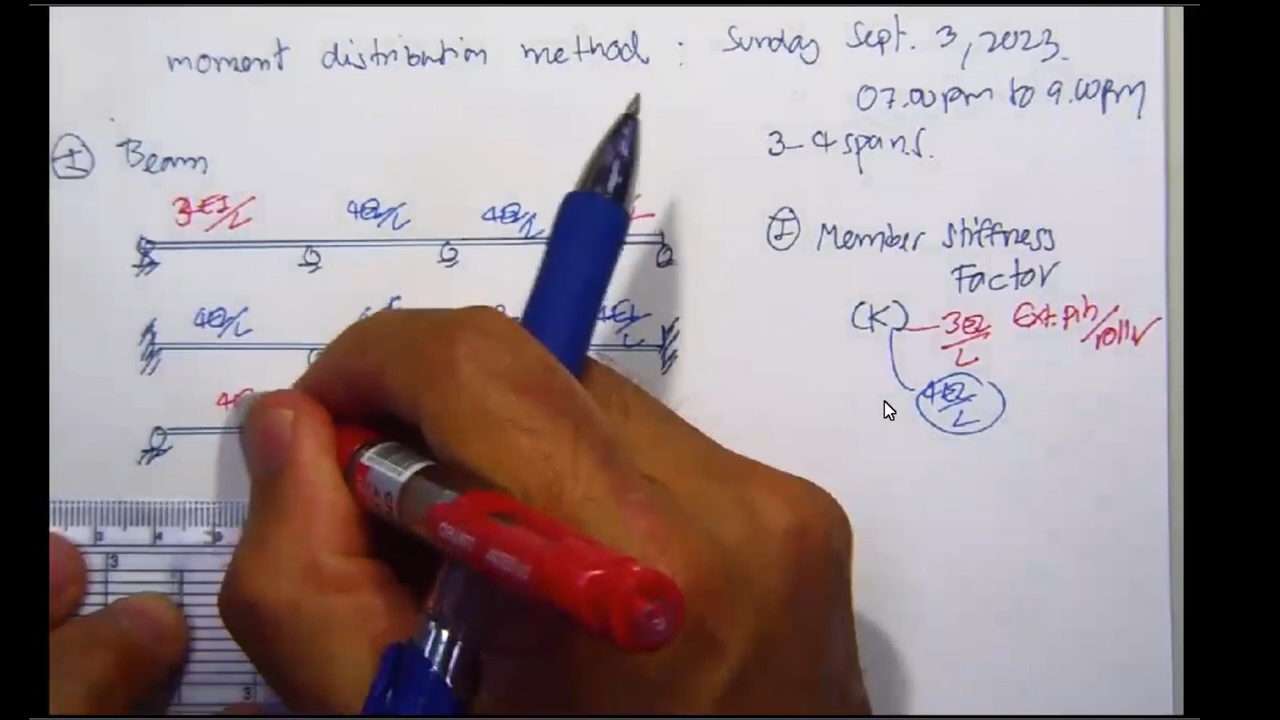 moment distribution method : Sunday Sept. 3, 2023.
07.00pm to 9.00pm
3-4 spans.
I Beam
3EI/L 4EI/L 4EI/L L
4EI/L 4EI/L
4E
I Member stiffness
Factor
(K) 3EI/L Ext. pin/roller
4EI/L